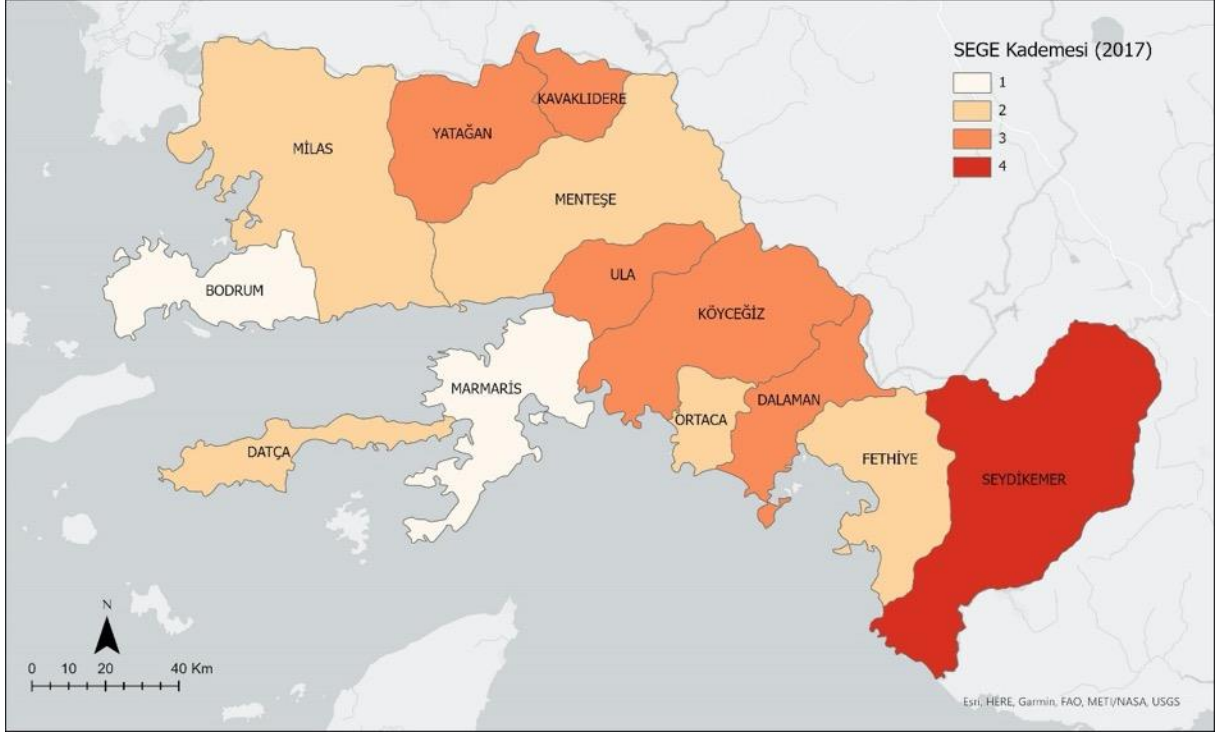 SEGE Kademesi (2017)
1
2
3
4
KAVAKLIDERE
YATAĞAN
MİLAS
MENTEŞE
ULA
BODRUM
KÖYCEĞİZ
MARMARİS
DALAMAN
ORTACA
DATÇA
FETHİYE
SEYDİKEMER
N
0 10 20 40 Km
Esri, HERE, Garmin, FAO, METI/NASA, USGS